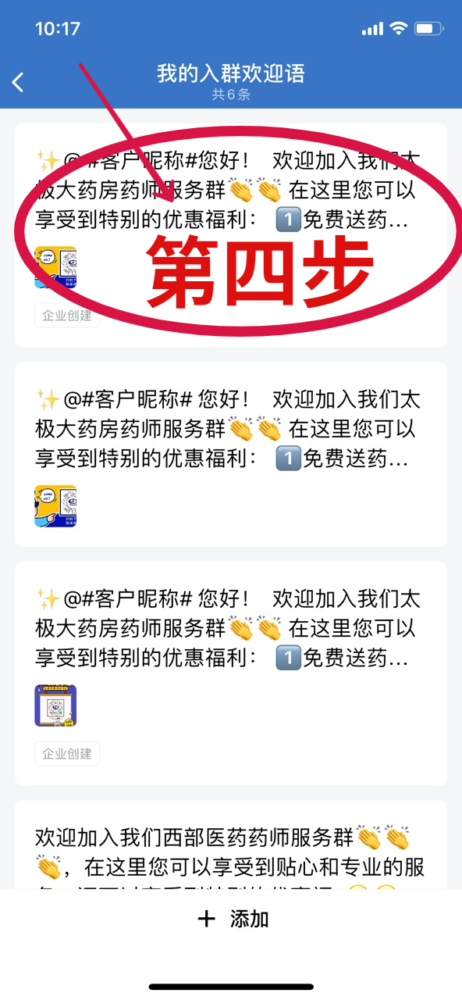 10:17
我的入群欢迎语
共6条
✨@#客户昵称#您好！ 欢迎加入我们太
极大药房药师服务群👏👏 在这里您可以
享受到特别的优惠福利： 1️⃣免费送药...
第四步
企业创建
✨@#客户昵称# 您好！ 欢迎加入我们太
极大药房药师服务群👏👏 在这里您可以
享受到特别的优惠福利： 1️⃣免费送药...
✨@#客户昵称# 您好！ 欢迎加入我们太
极大药房药师服务群👏👏 在这里您可以
享受到特别的优惠福利： 1️⃣免费送药...
企业创建
欢迎加入我们西部医药药师服务群👏👏
👏，在这里您可以享受到贴心和专业的服
+ 添加